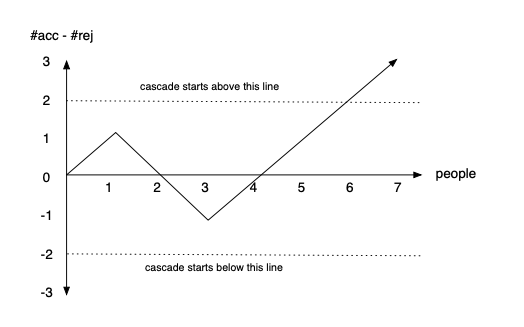 #acc - #rej
3
cascade starts above this line
2
1
0
people
1 2 3 4 5 6 7
-1
-2
cascade starts below this line
-3